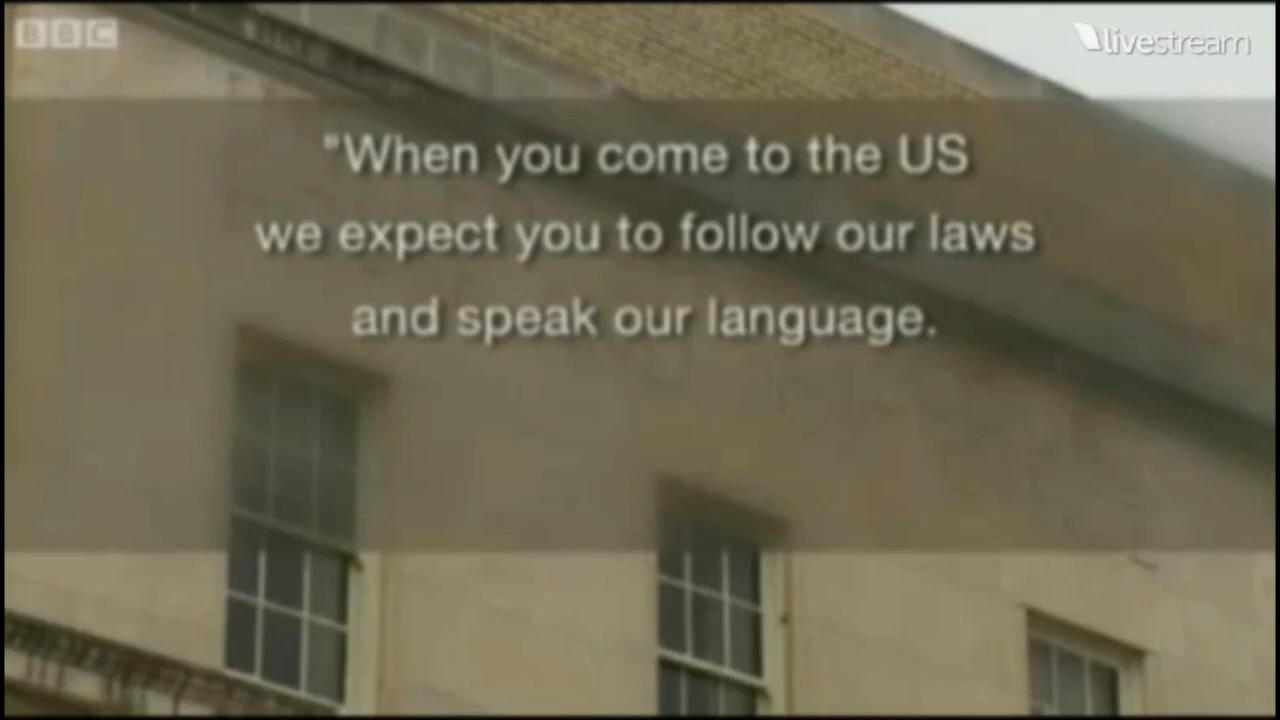 BBC
livestream
"When you come to the US
we expect you to follow our laws
and speak our language.